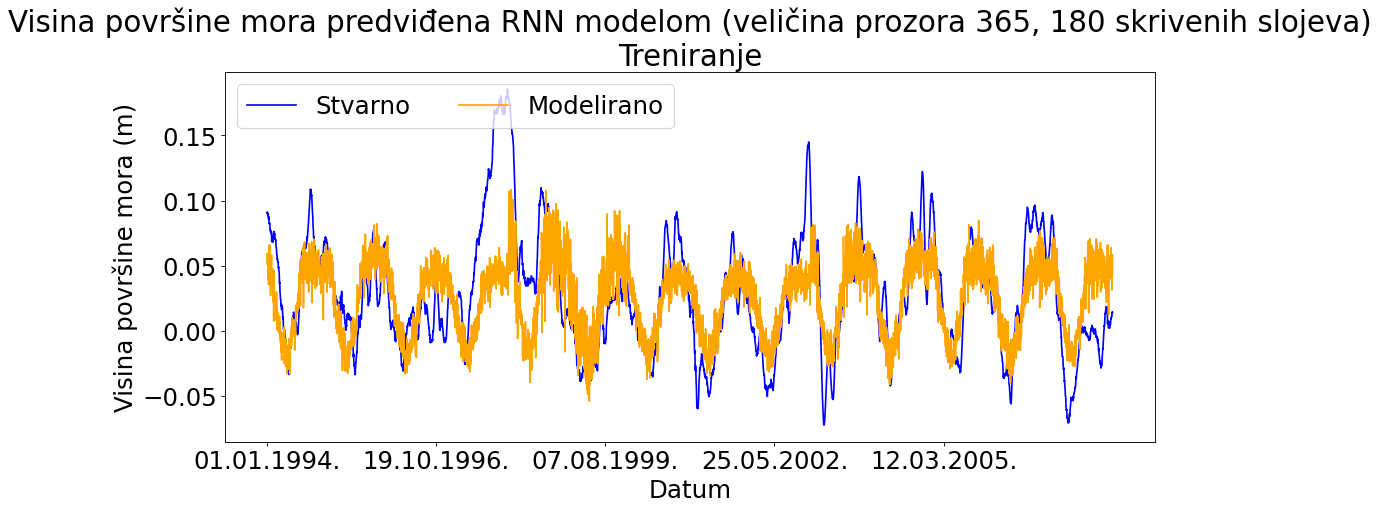 Visina površine mora predviđena RNN modelom (veličina prozora 365, 180 skrivenih slojeva)
Treniranje
Stvarno
Modelirano
Visina površine mora (m)
0.15
0.10
0.05
0.00
−0.05
01.01.1994.
19.10.1996.
07.08.1999.
25.05.2002.
12.03.2005.
Datum